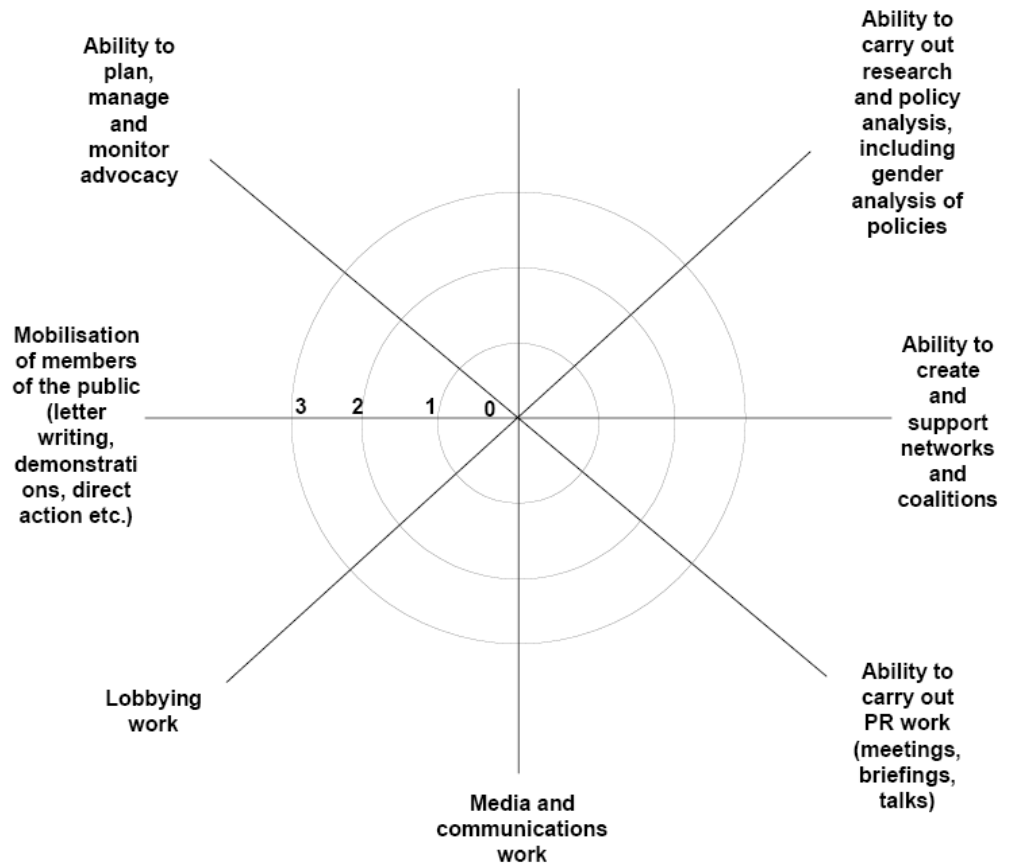 Ability to
plan,
manage
and
monitor
advocacy
Ability to
carry out
research
and policy
analysis,
including
gender
analysis of
policies
Mobilisation
of members
of the public
(letter
writing,
demonstrati
ons, direct
action etc.)
3 2 1 0
Ability to
create
and
support
networks
and
coalitions
Lobbying
work
Media and
communications
work
Ability to
carry out
PR work
(meetings,
briefings,
talks)